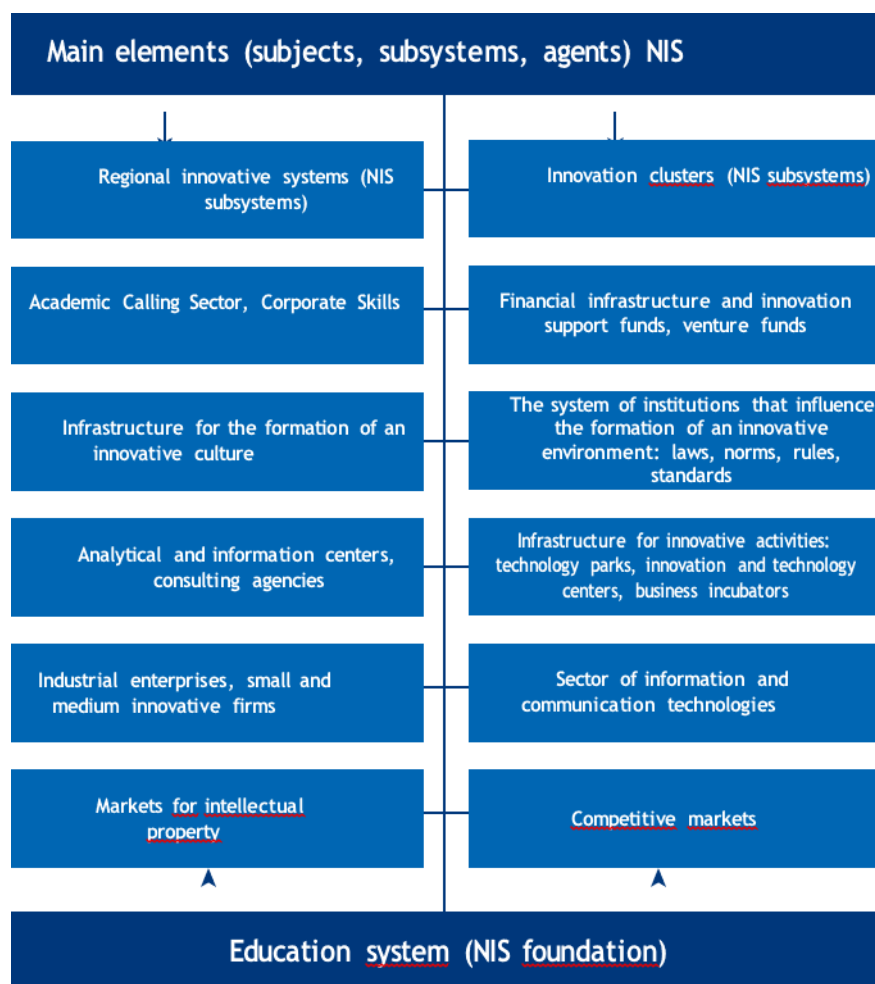 Main elements (subjects, subsystems, agents) NIS
Regional innovative systems (NIS
subsystems)
Innovation clusters (NIS subsystems)
Academic Calling Sector, Corporate Skills
Financial infrastructure and innovation
support funds, venture funds
Infrastructure for the formation of an
innovative culture
The system of institutions that influence
the formation of an innovative
environment: laws, norms, rules,
standards
Analytical and information centers,
consulting agencies
Infrastructure for innovative activities:
technology parks, innovation and technology
centers, business incubators
Industrial enterprises, small and
medium innovative firms
Sector of information and
communication technologies
Markets for intellectual
property
Competitive markets
Education system (NIS foundation)